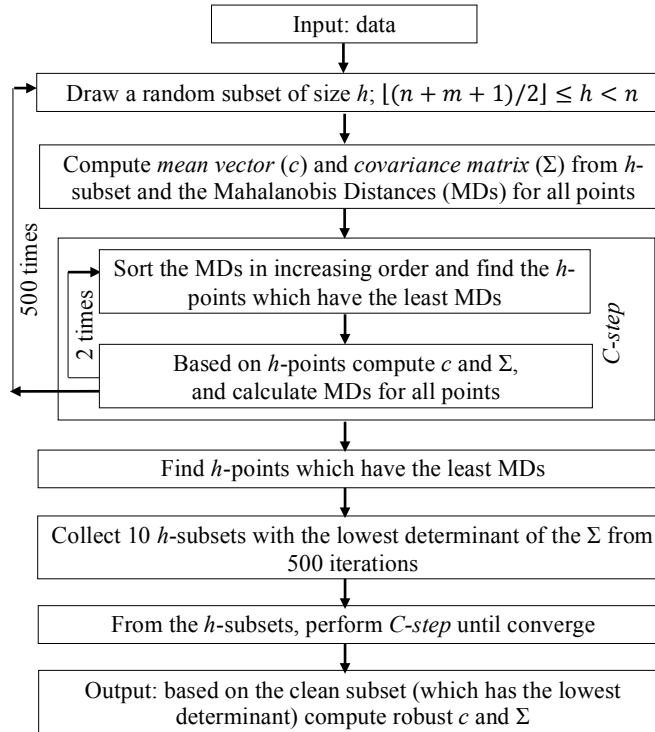 Input: data
Draw a random subset of size h; ⌊(n + m + 1)/2⌋ ≤ h < n
Compute mean vector (c) and covariance matrix (Σ) from h-
subset and the Mahalanobis Distances (MDs) for all points
Sort the MDs in increasing order and find the h-
points which have the least MDs
Based on h-points compute c and Σ,
and calculate MDs for all points
500 times
2 times
C-step
Find h-points which have the least MDs
Collect 10 h-subsets with the lowest determinant of the Σ from
500 iterations
From the h-subsets, perform C-step until converge
Output: based on the clean subset (which has the lowest
determinant) compute robust c and Σ